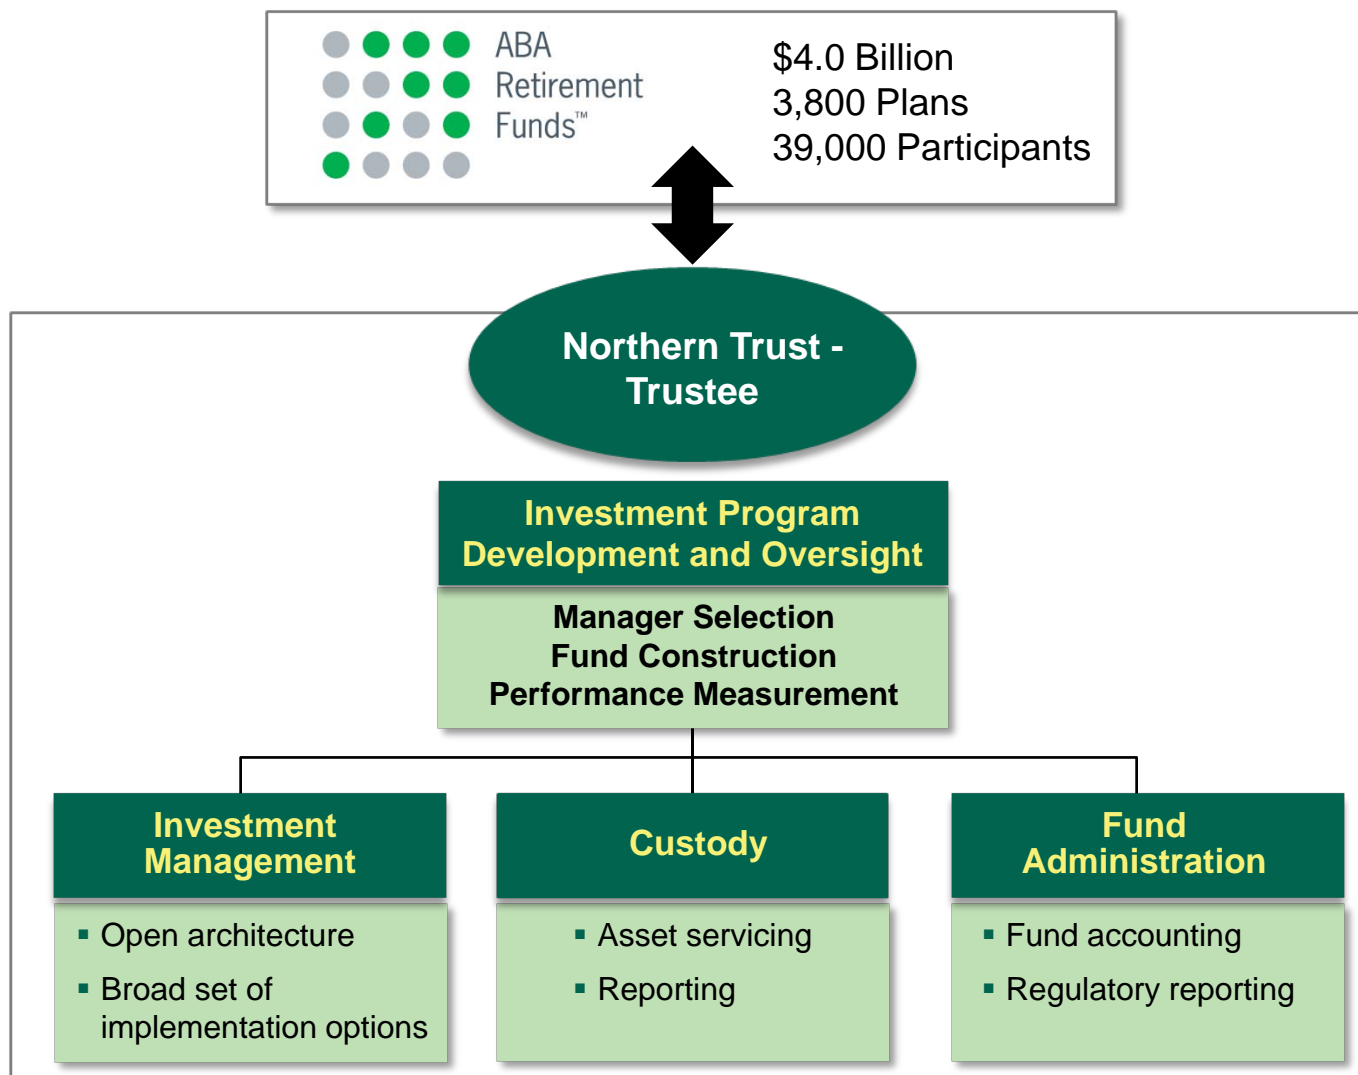 ABA
Retirement
Funds™
$4.0 Billion
3,800 Plans
39,000 Participants
Northern Trust -
Trustee
Investment Program
Development and Oversight
Manager Selection
Fund Construction
Performance Measurement
Investment
Management
▪ Open architecture
▪ Broad set of
implementation options
Custody
▪ Asset servicing
▪ Reporting
Fund
Administration
▪ Fund accounting
▪ Regulatory reporting